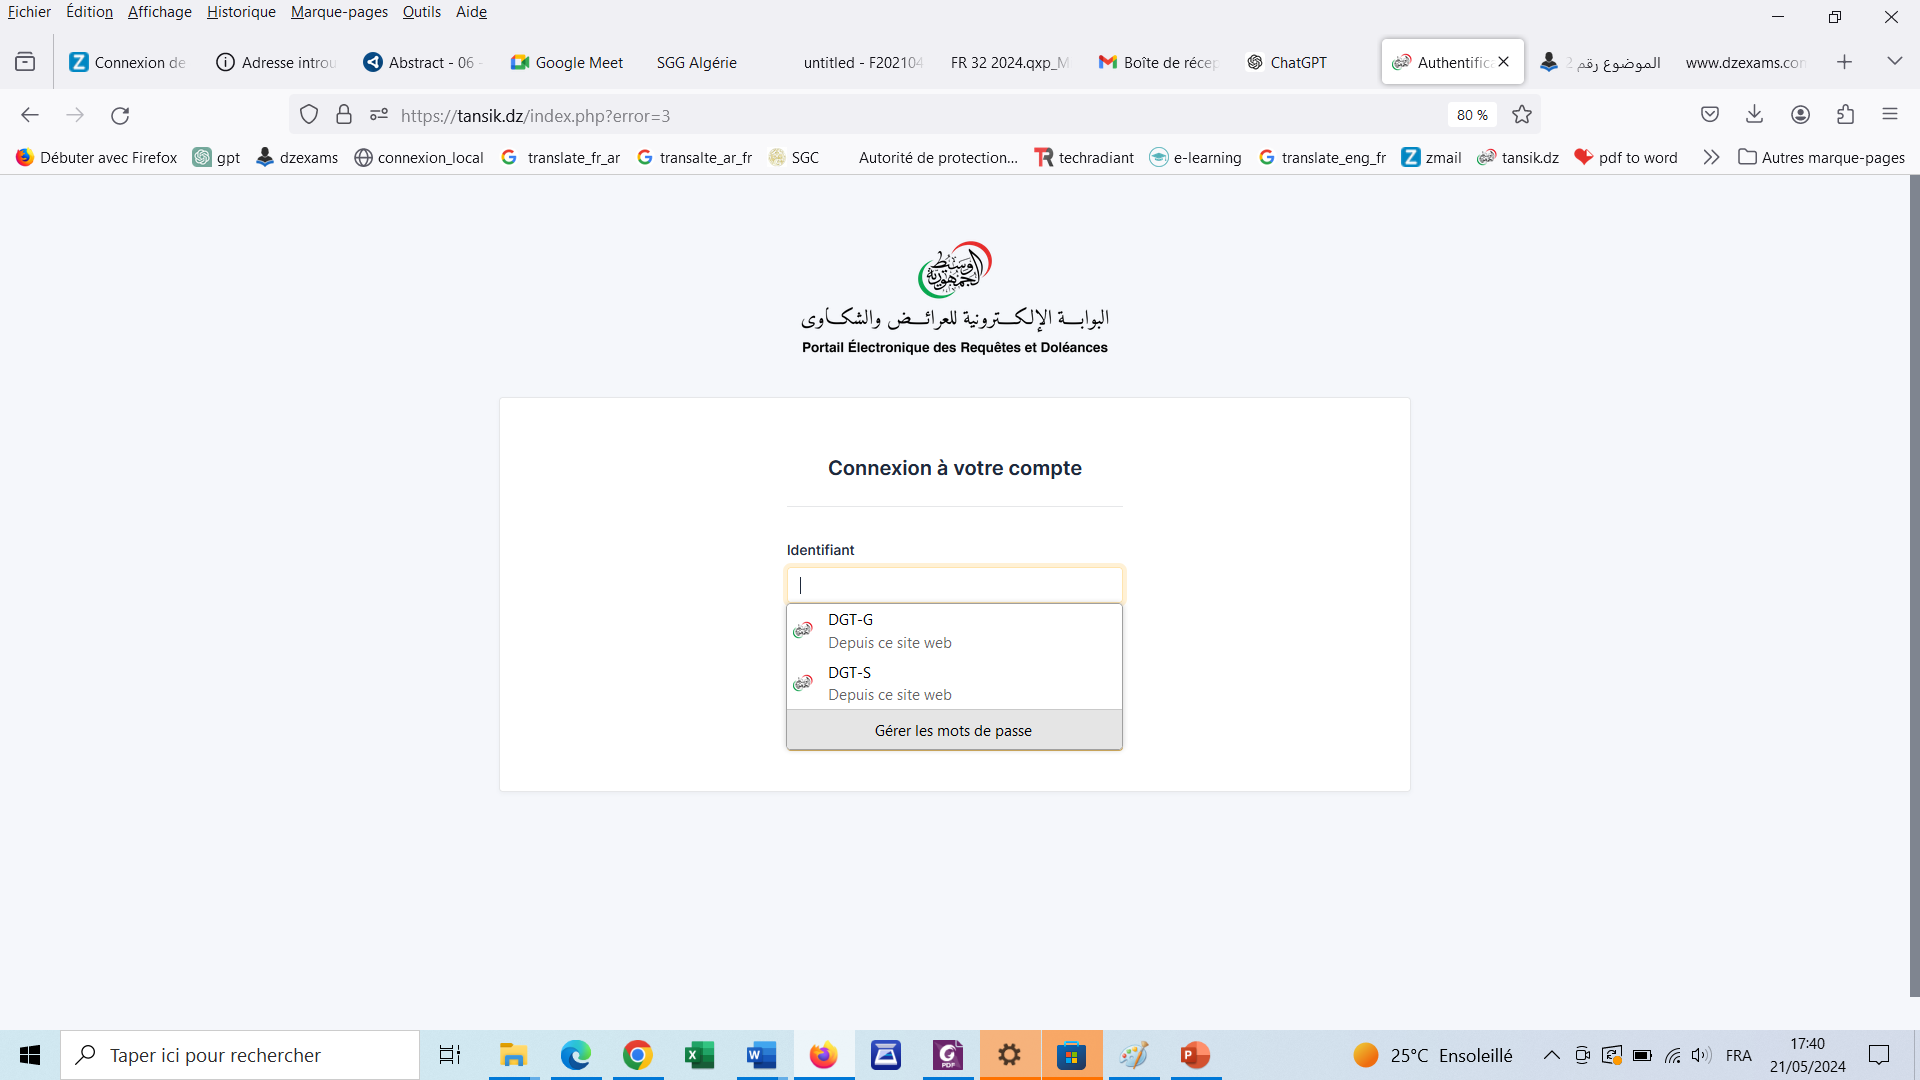 Fichier Édition Affichage Historique Marque-pages Outils Aide
Connexion de Adresse introu Abstract - 06 - Google Meet SGG Algérie untitled - F202104 FR 32 2024.qxp_M Boîte de récep ChatGPT Authentific الموضوع رقم 2 www.dzexams.com
https://tansik.dz/index.php?error=3 80 %
Débuter avec Firefox gpt dzexams connexion_local translate_fr_ar transalte_ar_fr SGC Autorité de protection... techradiant e-learning translate_eng_fr zmail tansik.dz pdf to word Autres marque-pages
وسيط الجمهورية
البوابة الإلكترونية للعرائض والشكاوى
Portail Électronique des Requêtes et Doléances
Connexion à votre compte
Identifiant
DGT-G
Depuis ce site web
DGT-S
Depuis ce site web
Gérer les mots de passe
Taper ici pour rechercher 25°C Ensoleillé FRA 17:40
21/05/2024